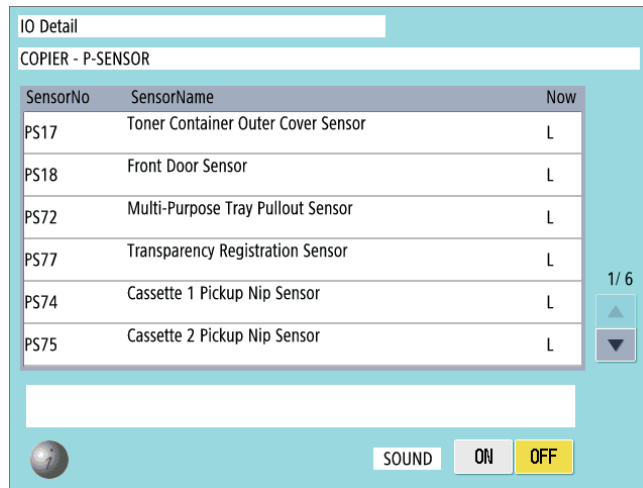 IO Detail
COPIER - P-SENSOR
SensorNo SensorName Now
PS17 Toner Container Outer Cover Sensor L
PS18 Front Door Sensor L
PS72 Multi-Purpose Tray Pullout Sensor L
PS77 Transparency Registration Sensor L
PS74 Cassette 1 Pickup Nip Sensor L
PS75 Cassette 2 Pickup Nip Sensor L
1/ 6
i
SOUND ON OFF